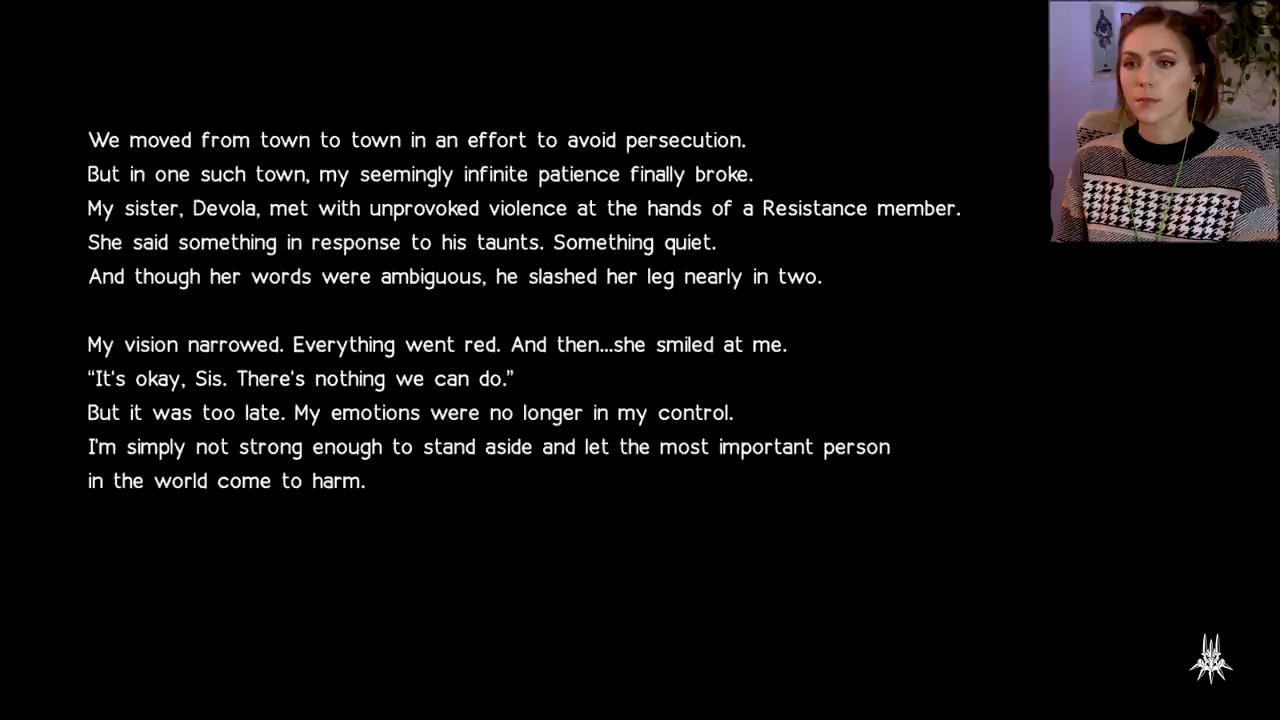 We moved from town to town in an effort to avoid persecution.
But in one such town, my seemingly infinite patience finally broke.
My sister, Devola, met with unprovoked violence at the hands of a Resistance member.
She said something in response to his taunts. Something quiet.
And though her words were ambiguous, he slashed her leg nearly in two.
My vision narrowed. Everything went red. And then...she smiled at me.
“It's okay, Sis. There's nothing we can do.”
But it was too late. My emotions were no longer in my control.
I'm simply not strong enough to stand aside and let the most important person
in the world come to harm.